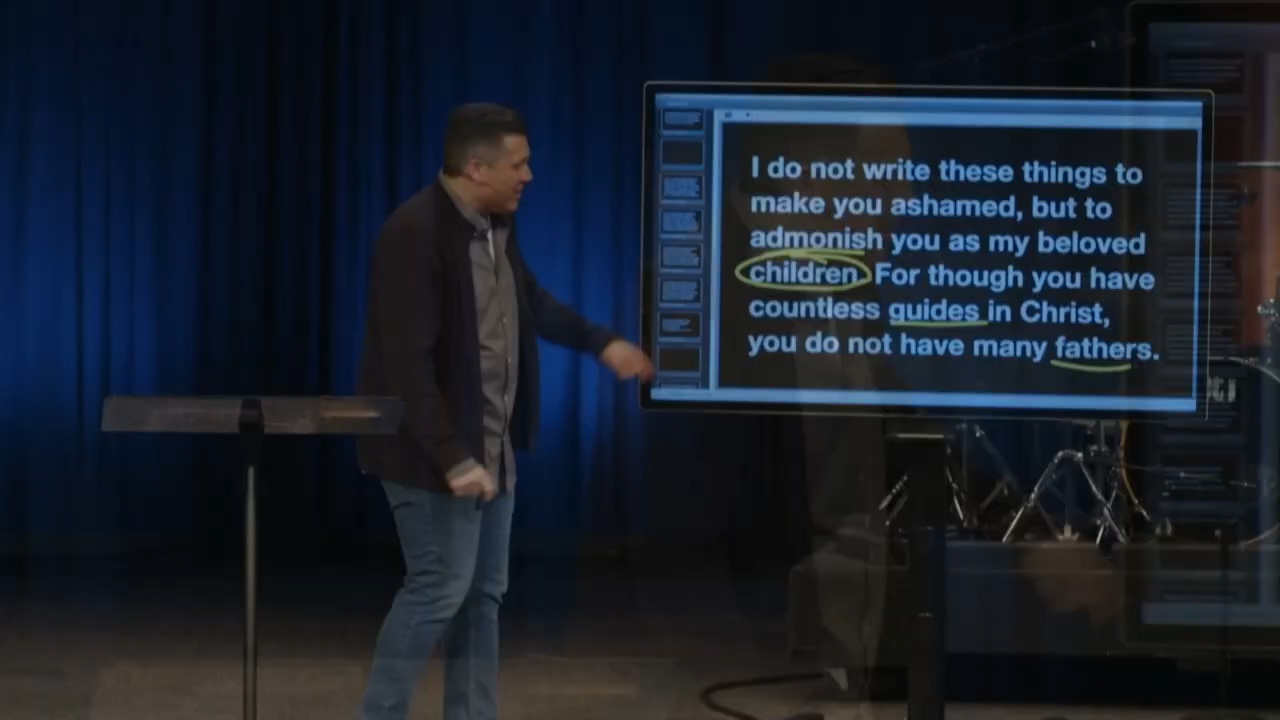 I do not write these things to
make you ashamed, but to
admonish you as my beloved
children. For though you have
countless guides in Christ,
you do not have many fathers.